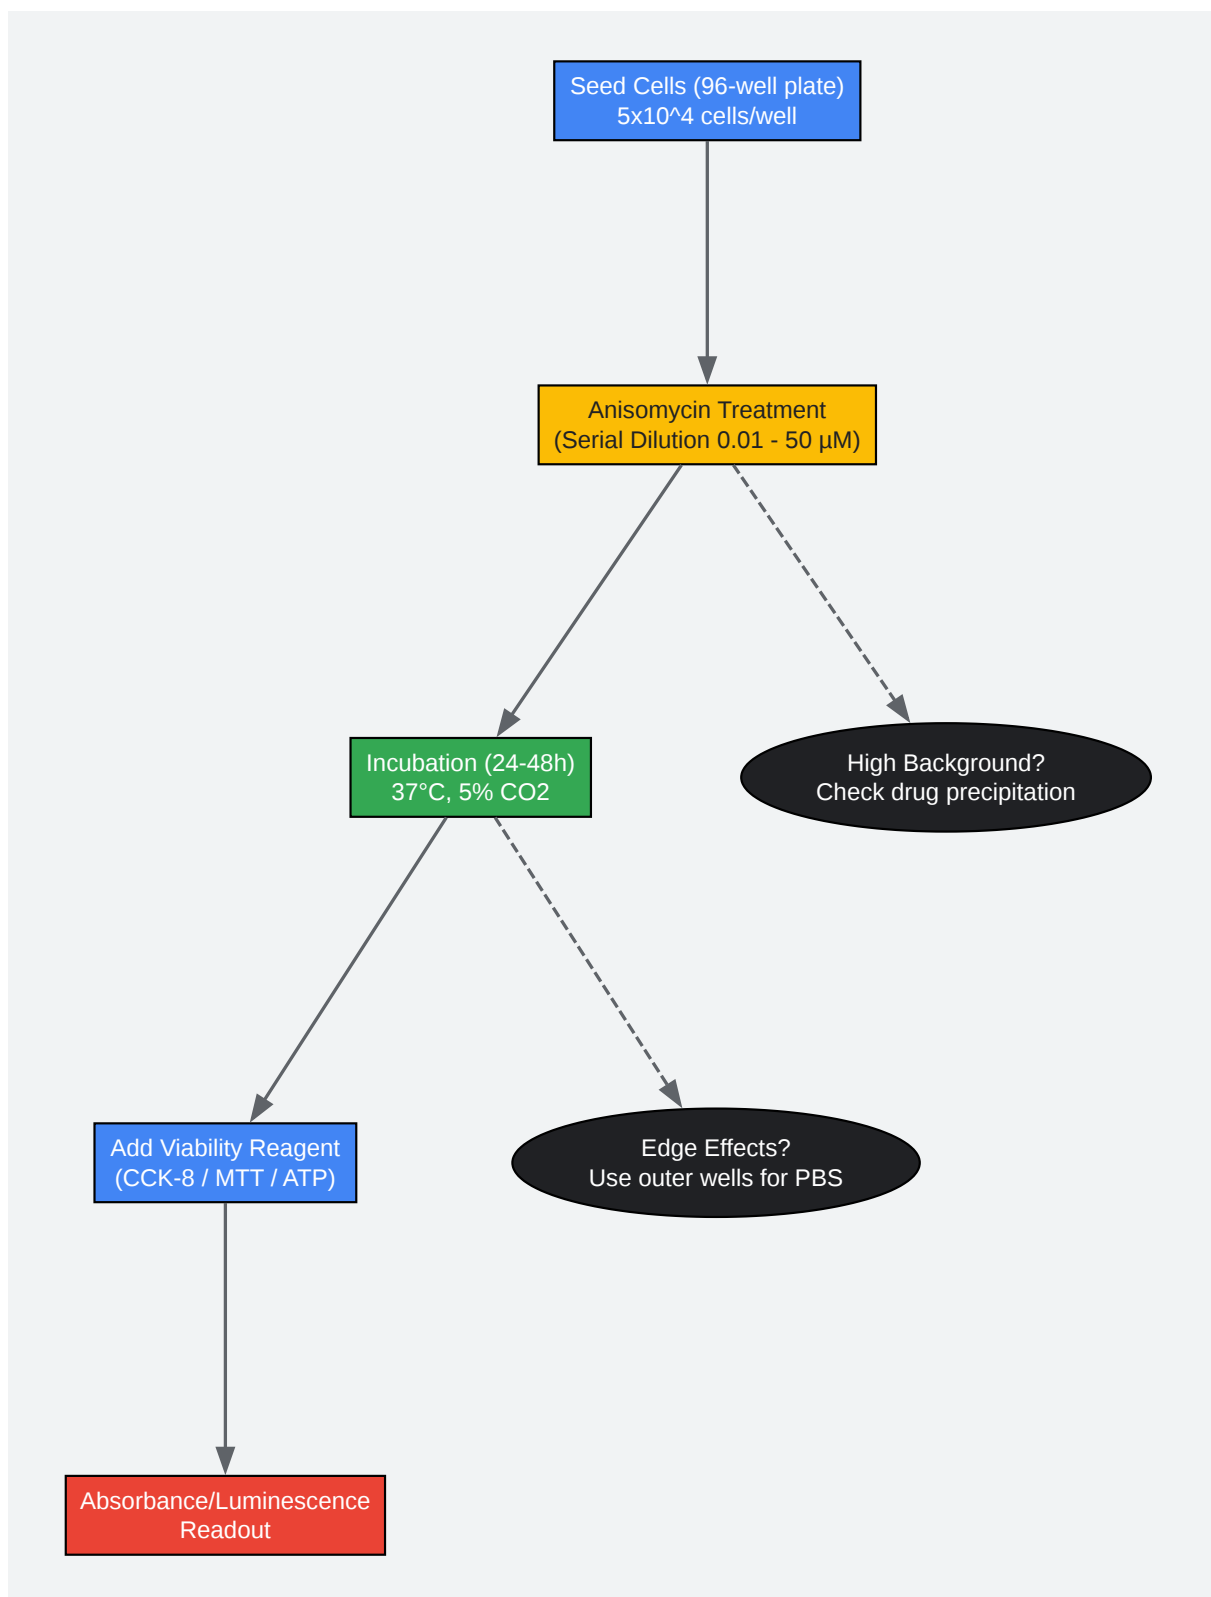 Seed Cells (96-well plate)
5x10^4 cells/well
Anisomycin Treatment
(Serial Dilution 0.01 - 50 µM)
Incubation (24-48h)
37°C, 5% CO2
High Background?
Check drug precipitation
Add Viability Reagent
(CCK-8 / MTT / ATP)
Edge Effects?
Use outer wells for PBS
Absorbance/Luminescence
Readout